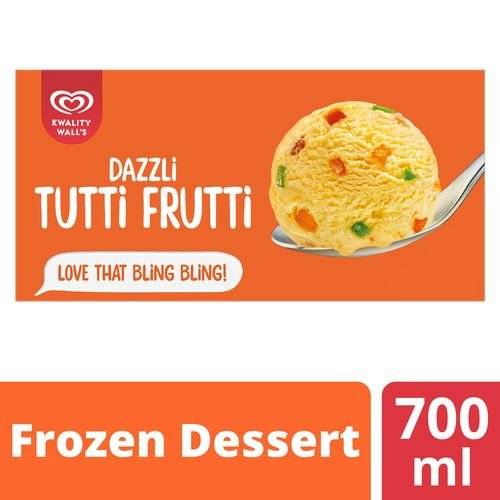 KWALITY
WALL'S
DAZZLi
TUTTi FRUTTi
LOVE THAT BLiNG BLiNG!
Frozen Dessert
700
ml